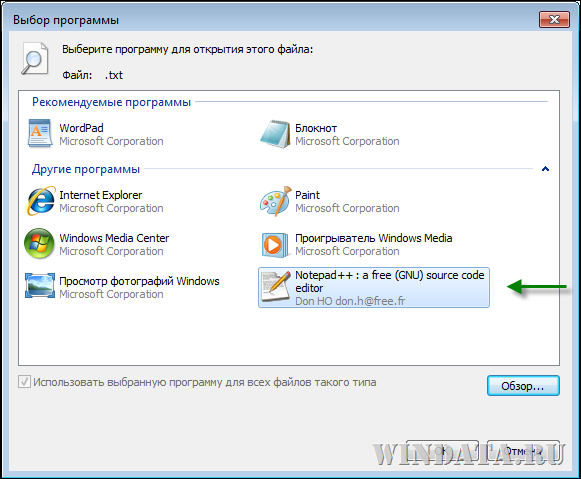 Выбор программы
Выберите программу для открытия этого файла:
Файл: .txt
Рекомендуемые программы
WordPad
Microsoft Corporation
Блокнот
Microsoft Corporation
Другие программы
Internet Explorer
Microsoft Corporation
Paint
Microsoft Corporation
Windows Media Center
Microsoft Corporation
Проигрыватель Windows Media
Microsoft Corporation
Просмотр фотографий Windows
Notepad++ : a free (GNU) source code
editor
Don HO don.h@free.fr
Использовать выбранную программу для всех файлов такого типа
Обзор...
Отмена
WINDATA.RU